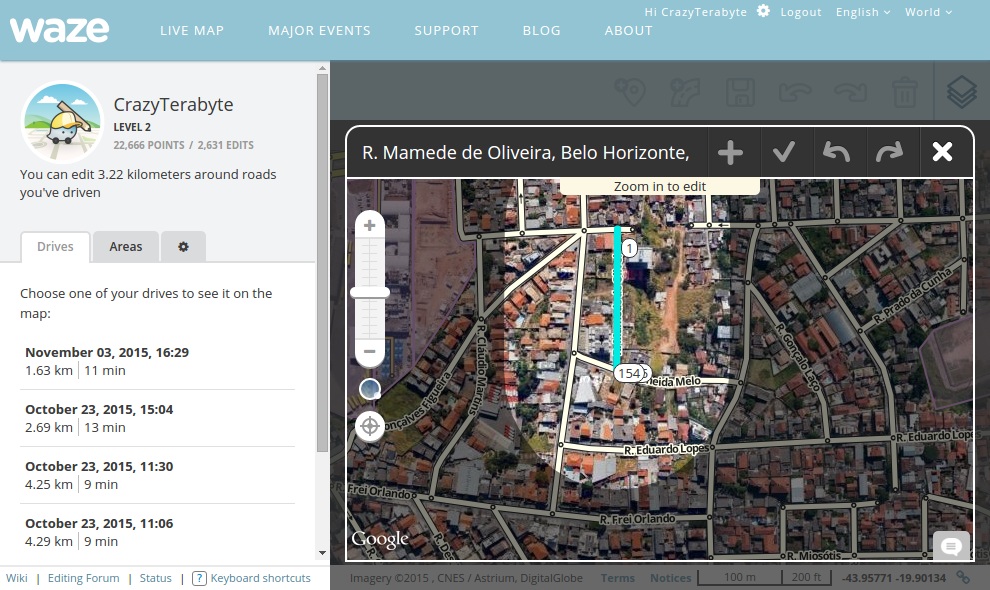 Hi CrazyTerabyte Logout English World
waze LIVE MAP MAJOR EVENTS SUPPORT BLOG ABOUT
CrazyTerabyte
LEVEL 2
22,666 POINTS / 2,631 EDITS
You can edit 3.22 kilometers around roads
you've driven
Drives Areas
Choose one of your drives to see it on the
map:
November 03, 2015, 16:29
1.63 km | 11 min
October 23, 2015, 15:04
2.69 km | 13 min
October 23, 2015, 11:30
4.25 km | 9 min
October 23, 2015, 11:06
4.29 km | 9 min
Wiki | Editing Forum | Status | ? Keyboard shortcuts
R. Mamede de Oliveira, Belo Horizonte,
Zoom in to edit
1
R. Prado da Cunha
R. Cláudio Martins
R. Gonçalo Laço
154
eida Melo
onçalves Figueira
R. Eduardo Lopes
R. Eduardo Lope
Frei Orlando
R. Frei Orlando
Google
R. Miosótis
Imagery ©2015 , CNES / Astrium, DigitalGlobe Terms Notices 100 m 200 ft -43.95771 -19.90134